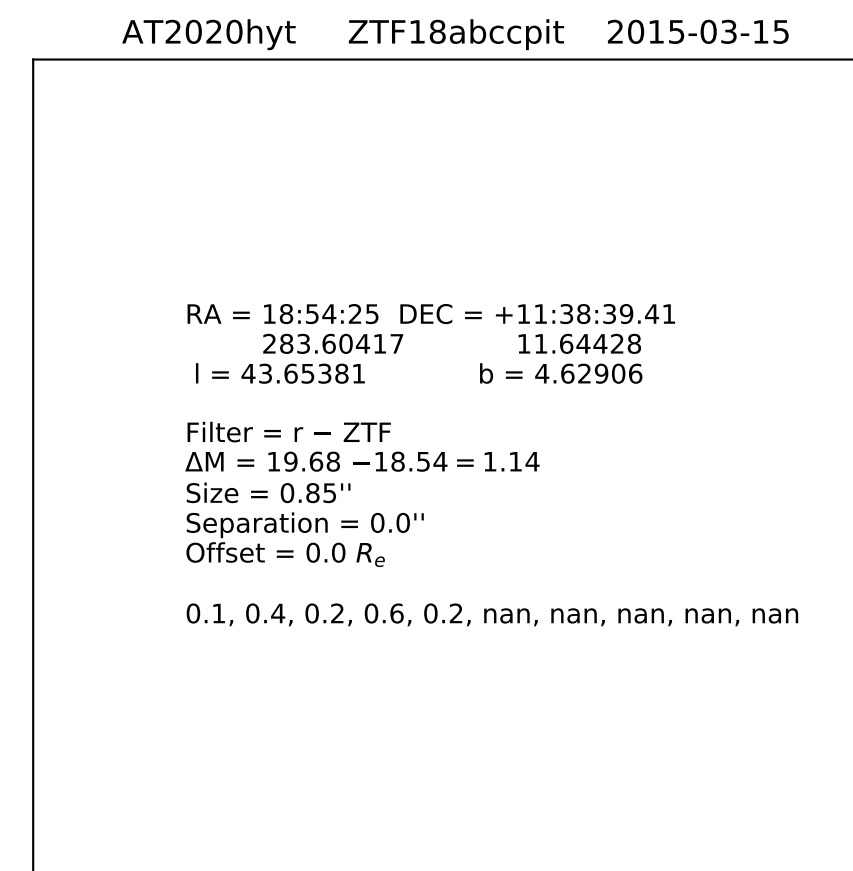 AT2020hyt ZTF18abccpit 2015-03-15
RA = 18:54:25 DEC = +11:38:39.41
283.60417 11.64428
l = 43.65381 b = 4.62906
Filter = r − ZTF
ΔM = 19.68 −18.54 = 1.14
Size = 0.85''
Separation = 0.0''
Offset = 0.0 Re
0.1, 0.4, 0.2, 0.6, 0.2, nan, nan, nan, nan, nan